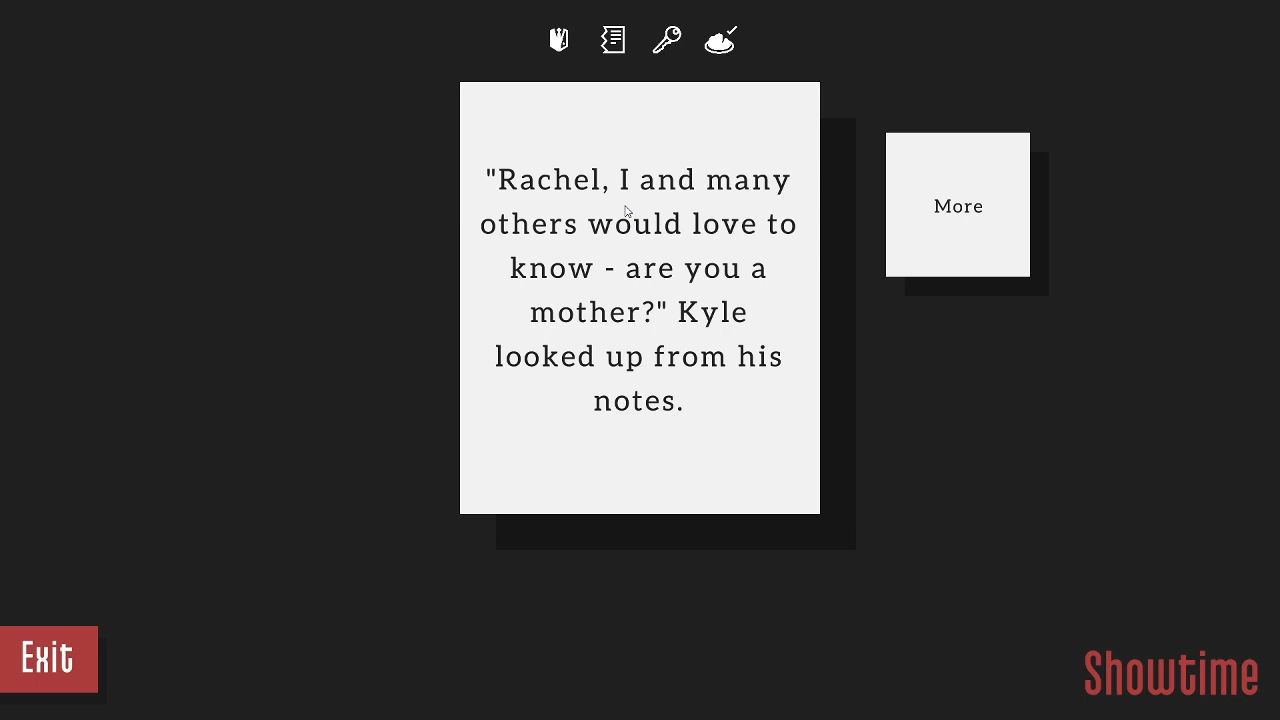 "Rachel, I and many
others would love to
know - are you a
mother?" Kyle
looked up from his
notes.
More
Exit
Showtime